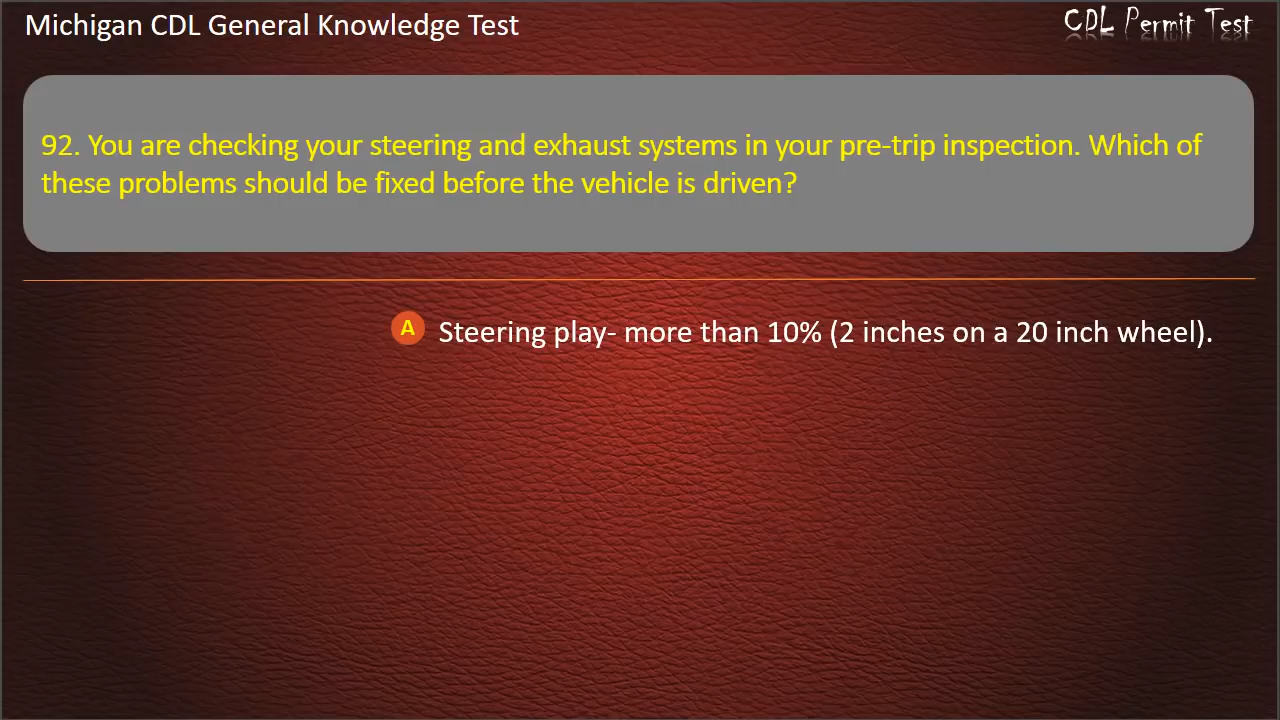 Michigan CDL General Knowledge Test
CDL Permit Test
92. You are checking your steering and exhaust systems in your pre-trip inspection. Which of
these problems should be fixed before the vehicle is driven?
A Steering play- more than 10% (2 inches on a 20 inch wheel).